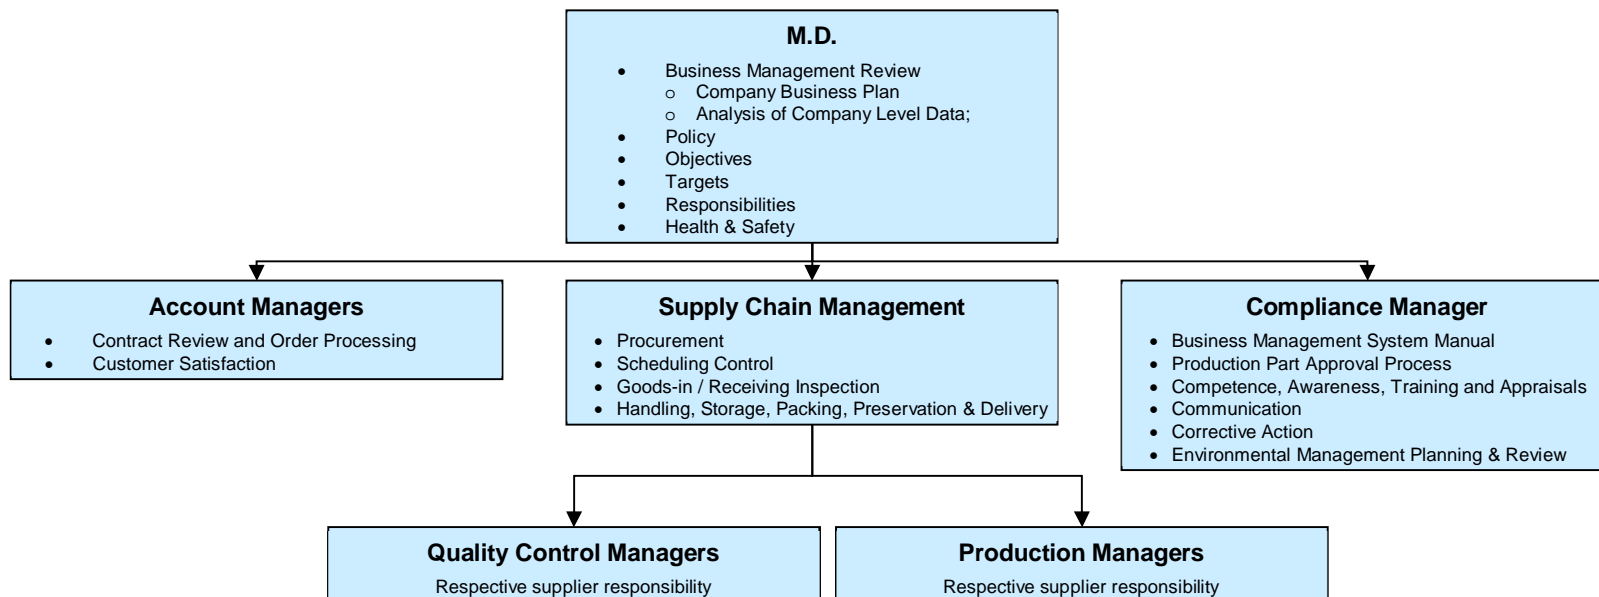 M.D.
• Business Management Review
o Company Business Plan
o Analysis of Company Level Data;
• Policy
• Objectives
• Targets
• Responsibilities
• Health & Safety
Account Managers
• Contract Review and Order Processing
• Customer Satisfaction
Supply Chain Management
• Procurement
• Scheduling Control
• Goods-in / Receiving Inspection
• Handling, Storage, Packing, Preservation & Delivery
Compliance Manager
• Business Management System Manual
• Production Part Approval Process
• Competence, Awareness, Training and Appraisals
• Communication
• Corrective Action
• Environmental Management Planning & Review
Quality Control Managers
Respective supplier responsibility
Production Managers
Respective supplier responsibility